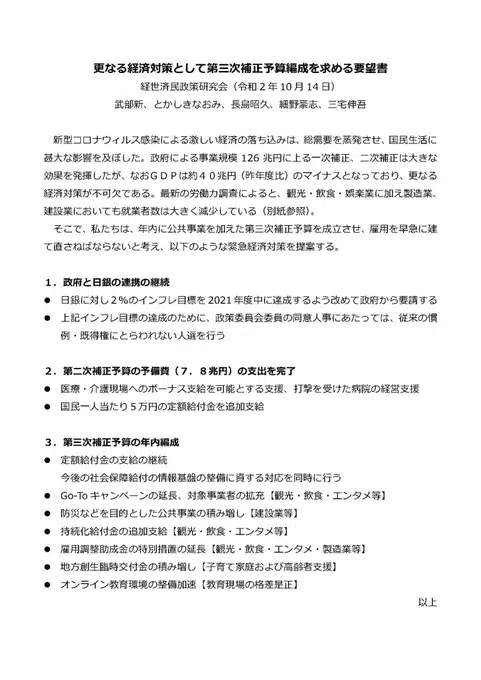 更なる経済対策として第三次補正予算編成を求める要望書
経世済民政策研究会（令和２年 10 月 14 日）
武部新、とかしきなおみ、長島昭久、細野豪志、三宅伸吾
新型コロナウィルス感染による激しい経済の落ち込みは、総需要を蒸発させ、国民生活に
甚大な影響を及ぼした。政府による事業規模 126 兆円に上る一次補正、二次補正は大きな
効果を発揮したが、なおＧＤＰは約４０兆円（昨年度比）のマイナスとなっており、更なる
経済対策が不可欠である。最新の労働力調査によると、観光・飲食・娯楽業に加え製造業、
建設業においても就業者数は大きく減少している（別紙参照）。
そこで、私たちは、年内に公共事業を加えた第三次補正予算を成立させ、雇用を早急に建
て直さねばならないと考え、以下のような緊急経済対策を提案する。
１．政府と日銀の連携の継続
● 日銀に対し２％のインフレ目標を 2021 年度中に達成するよう改めて政府から要請する
● 上記インフレ目標の達成のために、政策委員会委員の同意人事にあたっては、従来の慣
例・既得権にとらわれない人選を行う
２．第二次補正予算の予備費（７．８兆円）の支出を完了
● 医療・介護現場へのボーナス支給を可能とする支援、打撃を受けた病院の経営支援
● 国民一人当たり５万円の定額給付金を追加支給
３．第三次補正予算の年内編成
● 定額給付金の支給の継続
今後の社会保障給付の情報基盤の整備に資する対応を同時に行う
● Go-To キャンペーンの延長、対象事業者の拡充【観光・飲食・エンタメ等】
● 防災などを目的とした公共事業の積み増し【建設業等】
● 持続化給付金の追加支給【観光・飲食・エンタメ等】
● 雇用調整助成金の特別措置の延長【観光・飲食・エンタメ・製造業等】
● 地方創生臨時交付金の積み増し【子育て家庭および高齢者支援】
● オンライン教育環境の整備加速【教育現場の格差是正】
以上